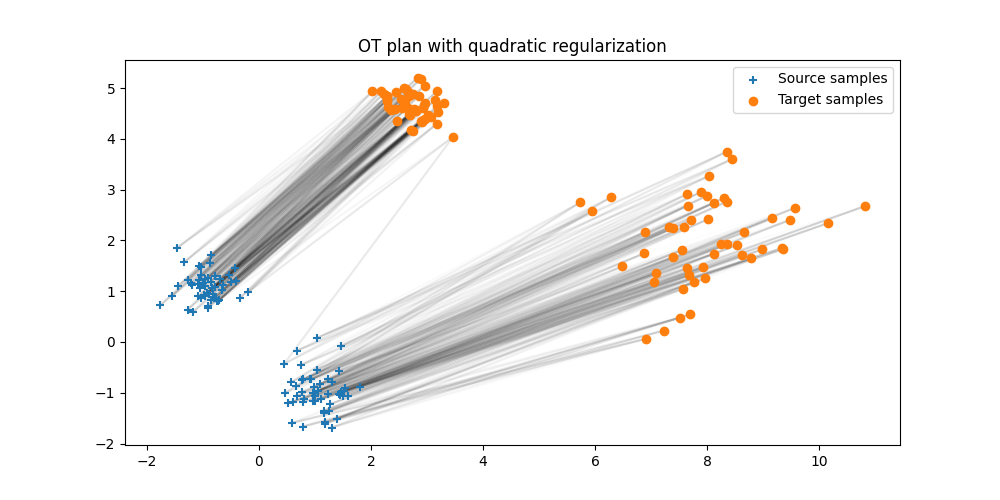 OT plan with quadratic regularization
Source samples
Target samples
5
4
3
2
1
0
−1
−2
−2 0 2 4 6 8 10